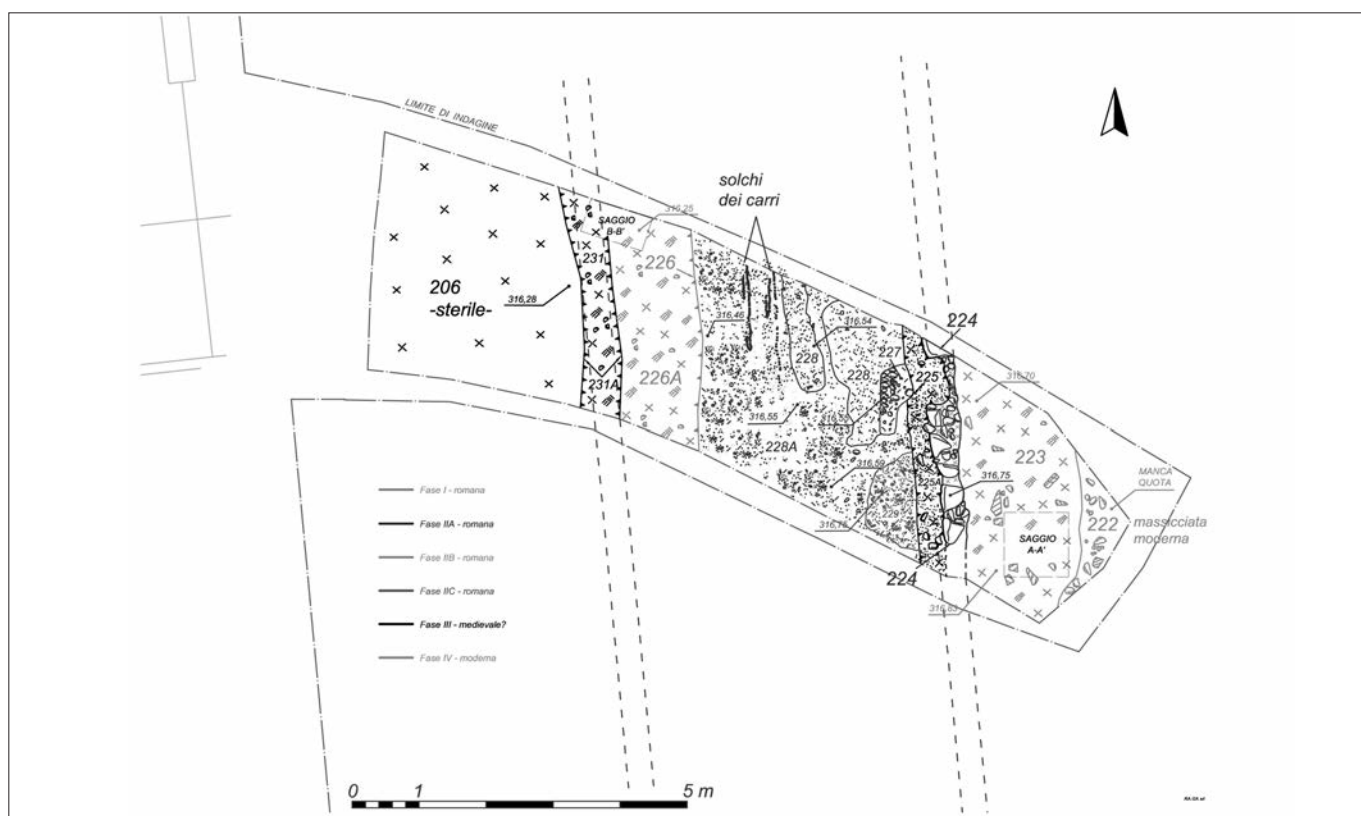 LIMITE DI INDAGINE
solchi
dei carri
316,25
SAGGIO
B-B'
231
226
206
-sterile-
316,28
316,46
316,54
224
228
228
227
225
316,70
231A
226A
316,55
228A
223
316,59
225A
316,75
MANCA
QUOTA
222
massicciata
moderna
229
SAGGIO
A-A'
224
316,63
Fase I - romana
Fase IIA - romana
Fase IIB - romana
Fase IIC - romana
Fase III - medievale?
Fase IV - moderna
0 1 5 m